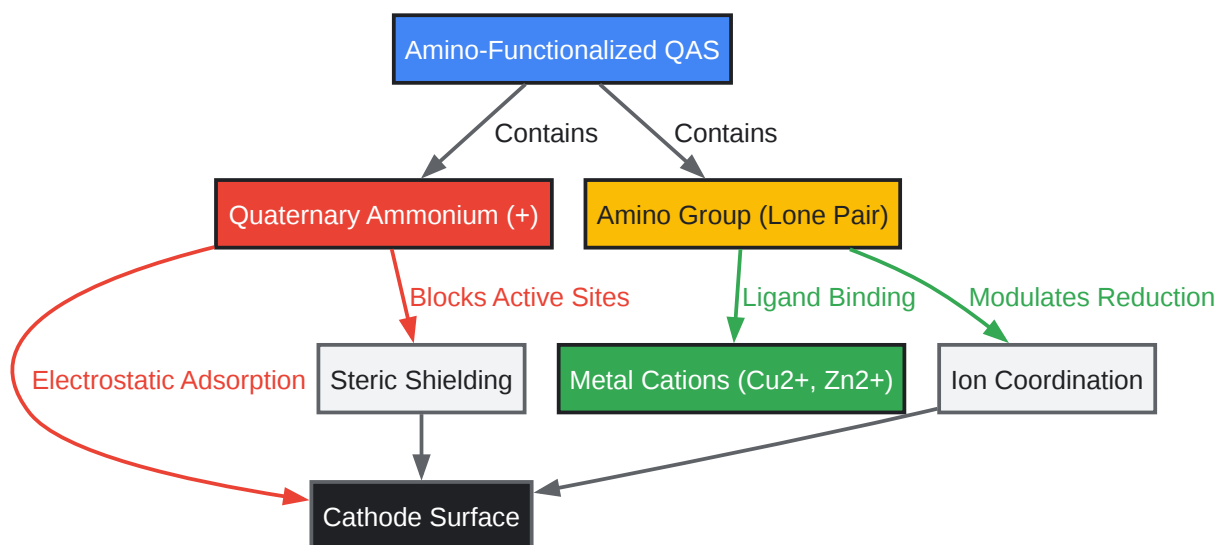 Amino-Functionalized QAS
Contains
Contains
Quaternary Ammonium (+)
Amino Group (Lone Pair)
Blocks Active Sites
Ligand Binding
Modulates Reduction
Electrostatic Adsorption
Steric Shielding
Metal Cations (Cu2+, Zn2+)
Ion Coordination
Cathode Surface